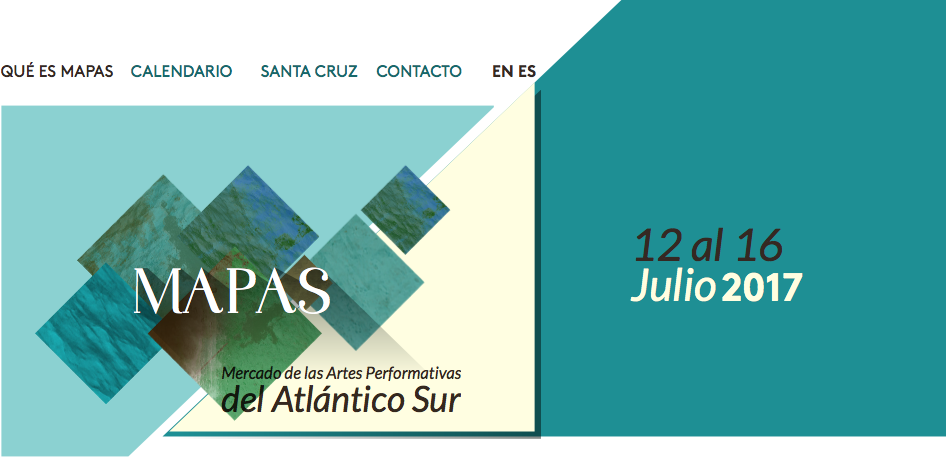 QUÉ ES MAPAS CALENDARIO SANTA CRUZ CONTACTO EN ES
MAPAS
Mercado de las Artes Performativas
del Atlántico Sur
12 al 16
Julio 2017